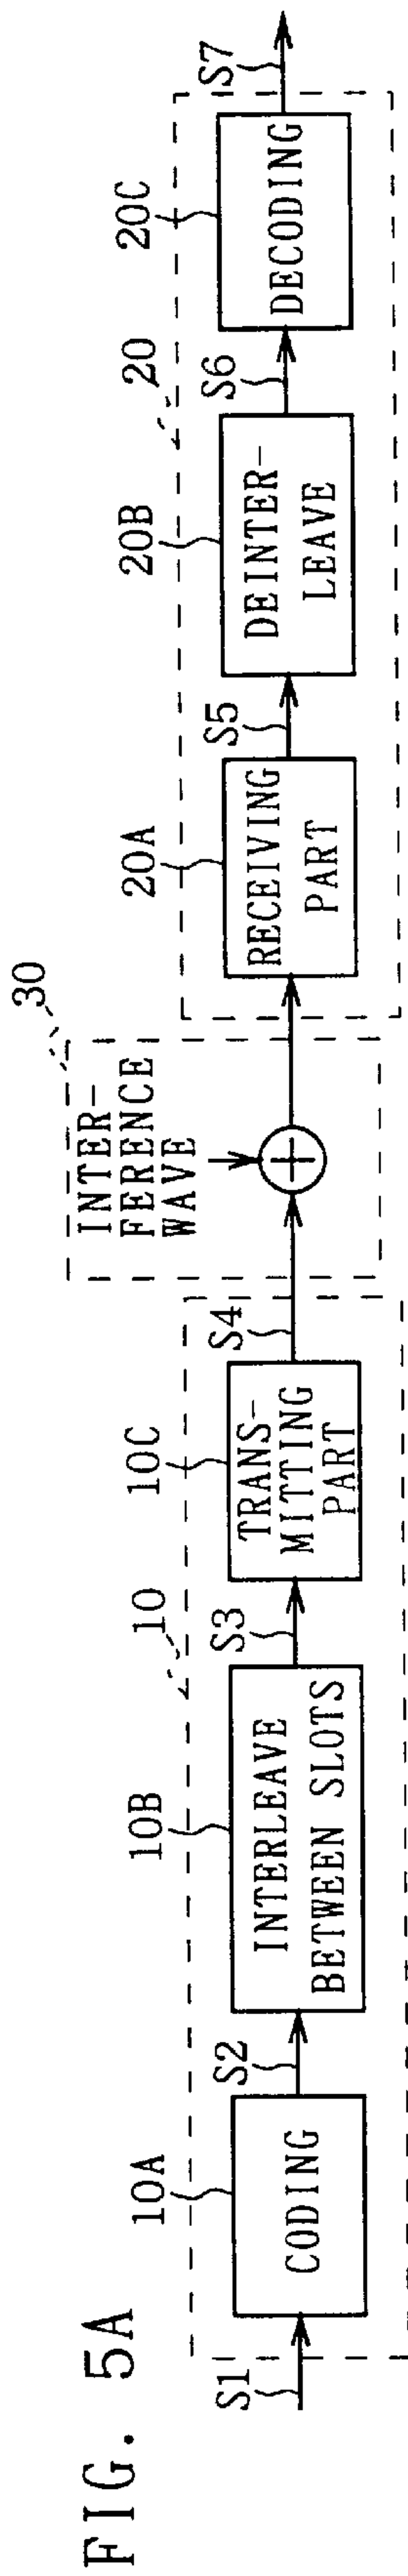 FIG. 5A
S1
10
10A
CODING
S2
10B
INTERLEAVE
BETWEEN SLOTS
S3
10C
TRANS-
MITTING
PART
S4
30
INTER-
FERENCE
WAVE
20
20A
RECEIVING
PART
S5
20B
DEINTER-
LEAVE
S6
20C
DECODING
S7